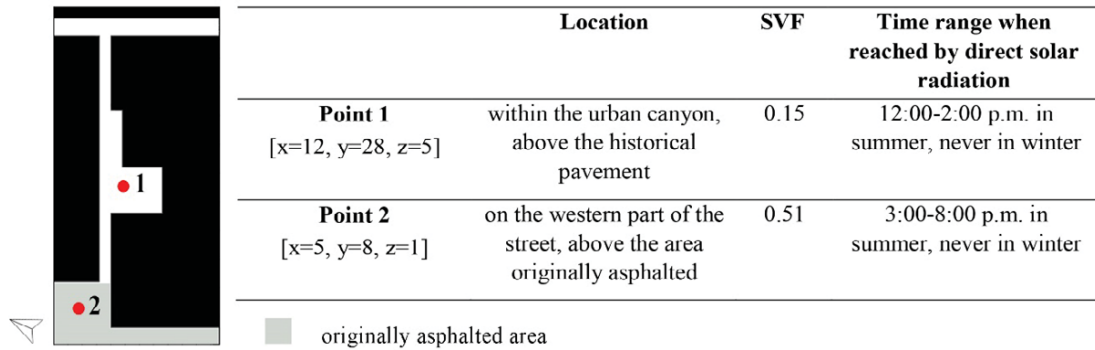 Location SVF Time range when
reached by direct solar
radiation
Point 1 within the urban canyon, 0.15 12:00-2:00 p.m. in
[x=12, y=28, z=5] above the historical summer, never in winter
pavement
1
Point 2 on the western part of the 0.51 3:00-8:00 p.m. in
[x=5, y=8, z=1] street, above the area summer, never in winter
originally asphalted
2
originally asphalted area